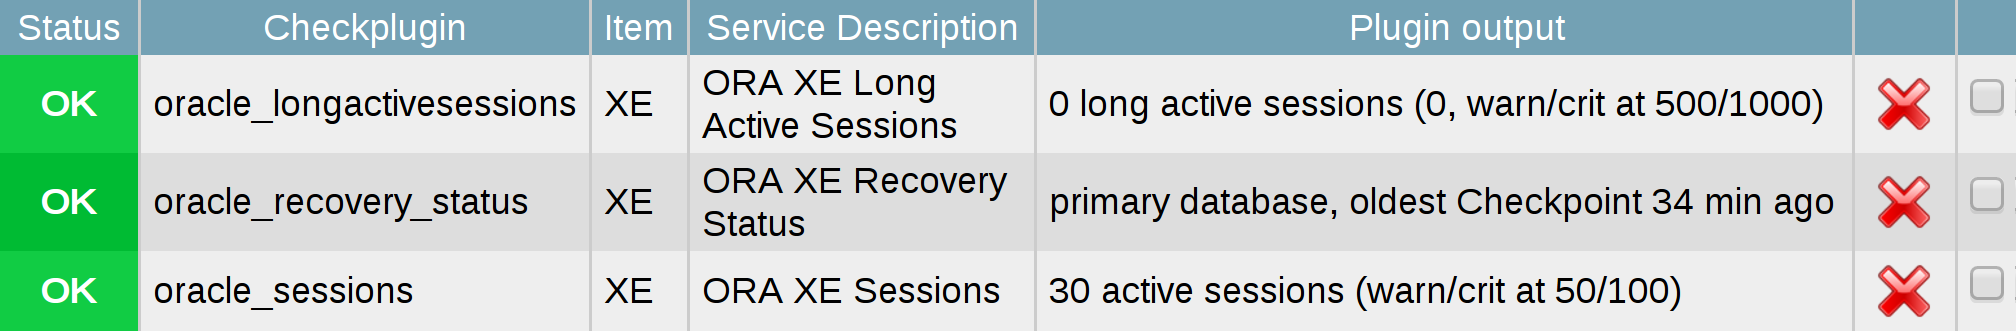 Status Checkplugin Item Service Description Plugin output
OK oracle_longactivesessions XE ORA XE Long Active Sessions 0 long active sessions (0, warn/crit at 500/1000)
OK oracle_recovery_status XE ORA XE Recovery Status primary database, oldest Checkpoint 34 min ago
OK oracle_sessions XE ORA XE Sessions 30 active sessions (warn/crit at 50/100)